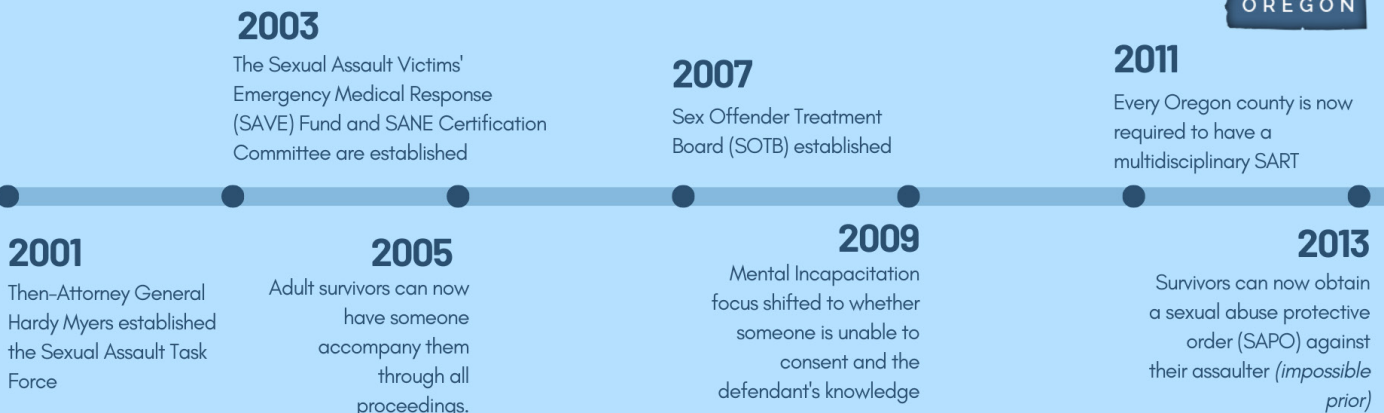 OREGON
2003
The Sexual Assault Victims'
Emergency Medical Response
(SAVE) Fund and SANE Certification
Committee are established
2007
Sex Offender Treatment
Board (SOTB) established
2011
Every Oregon county is now
required to have a
multidisciplinary SART
2001
Then-Attorney General
Hardy Myers established
the Sexual Assault Task
Force
2005
Adult survivors can now
have someone
accompany them
through all
proceedings.
2009
Mental Incapacitation
focus shifted to whether
someone is unable to
consent and the
defendant's knowledge
2013
Survivors can now obtain
a sexual abuse protective
order (SAPO) against
their assaulter (impossible
prior)